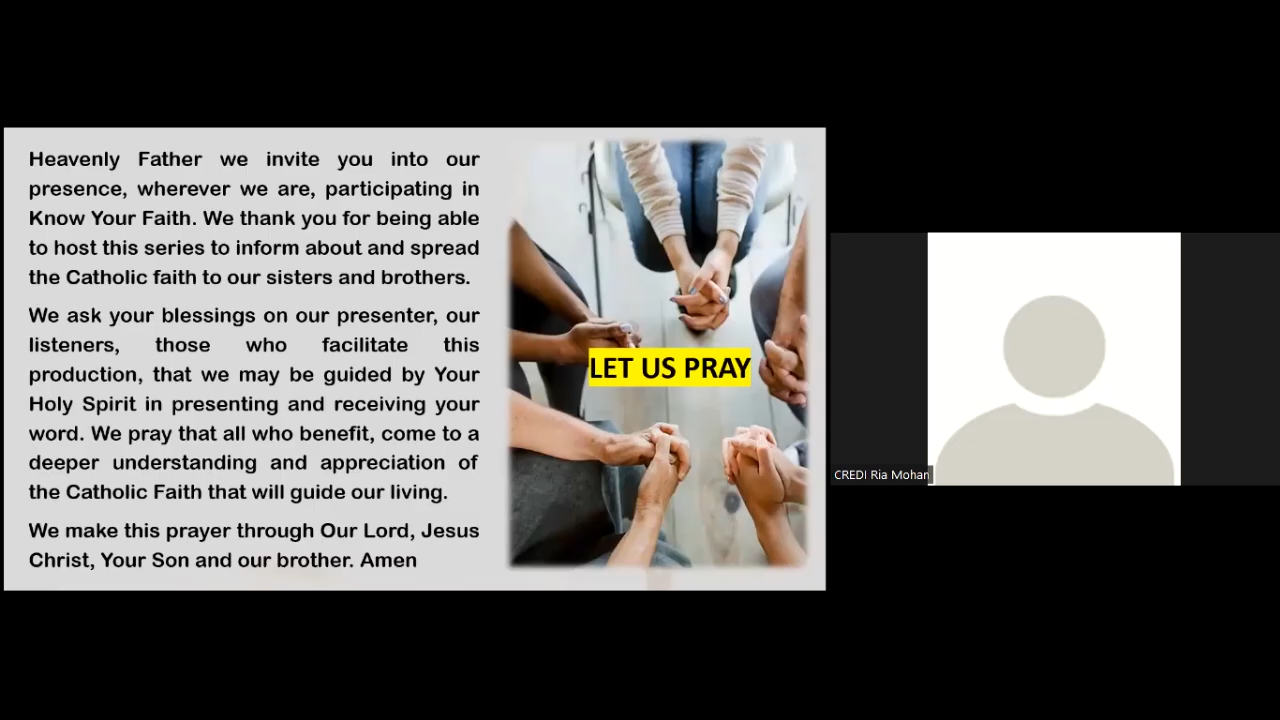 Heavenly Father we invite you into our
presence, wherever we are, participating in
Know Your Faith. We thank you for being able
to host this series to inform about and spread
the Catholic faith to our sisters and brothers.
We ask your blessings on our presenter, our
listeners, those who facilitate this
production, that we may be guided by Your
Holy Spirit in presenting and receiving your
word. We pray that all who benefit, come to a
deeper understanding and appreciation of
the Catholic Faith that will guide our living.
We make this prayer through Our Lord, Jesus
Christ, Your Son and our brother. Amen
LET US PRAY
CREDI Ria Mohan